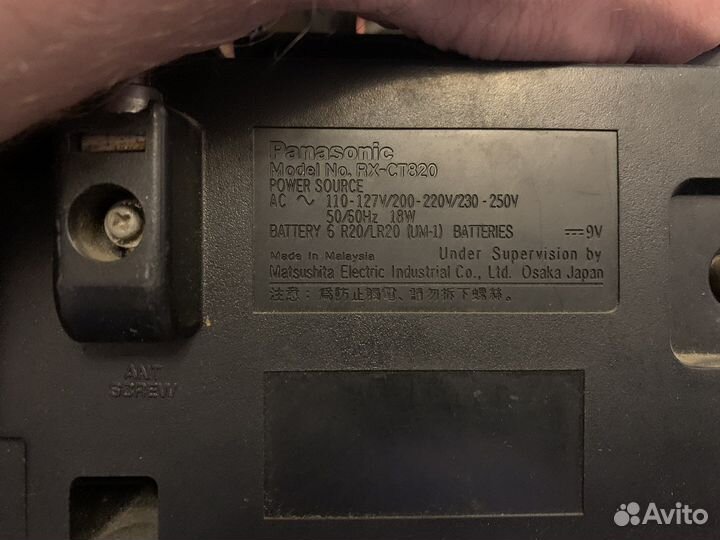 Panasonic
Model No. RX-CT820
POWER SOURCE
AC ∼ 110-127V/200-220V/230-250V
50/60Hz 18W
BATTERY 6 R20/LR20 (UM-1) BATTERIES ⎓9V
Made in Malaysia Under Supervision by
Matsushita Electric Industrial Co., Ltd. Osaka Japan
注意：為防止觸電、請勿拆下螺絲。
ANT
SCREW
Avito